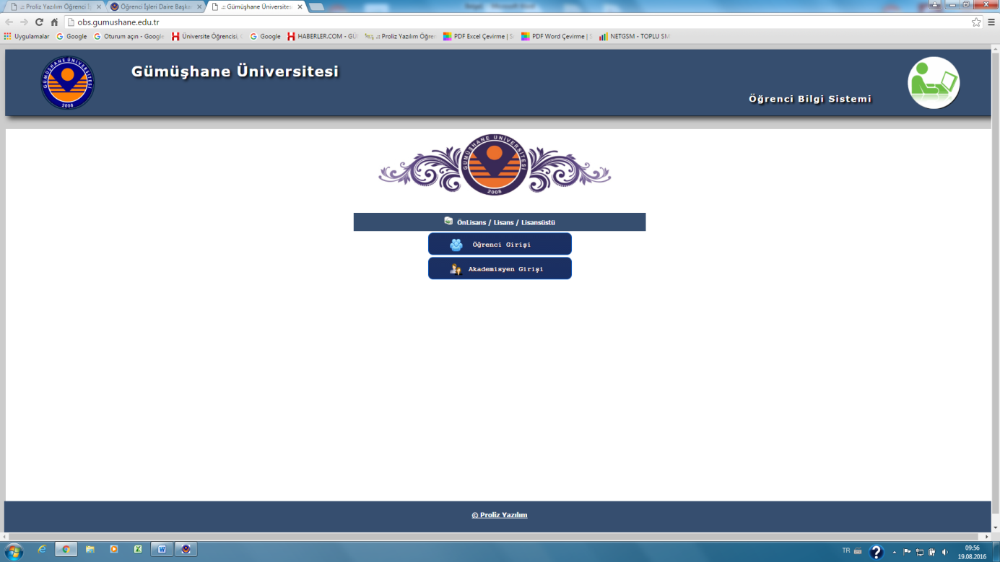 .:: Proliz Yazılım Öğrenci İş
Öğrenci İşleri Daire Başkan
.:: Gümüşhane Üniversitesi
obs.gumushane.edu.tr
Uygulamalar
Google
Oturum açın - Google
Üniversite Öğrencisi,
Google
HABERLER.COM - GÜ
.:: Proliz Yazılım Öğren
PDF Excel Çevirme | S
PDF Word Çevirme | S
NETGSM - TOPLU SM
GÜMÜŞHANE ÜNİVERSİTESİ
2008
Gümüşhane Üniversitesi
Öğrenci Bilgi Sistemi
GÜMÜŞHANE ÜNİVERSİTESİ
2008
ÖnLisans / Lisans / Lisansüstü
Öğrenci Girişi
Akademisyen Girişi
© Proliz Yazılım
TR
09:56
19.08.2016